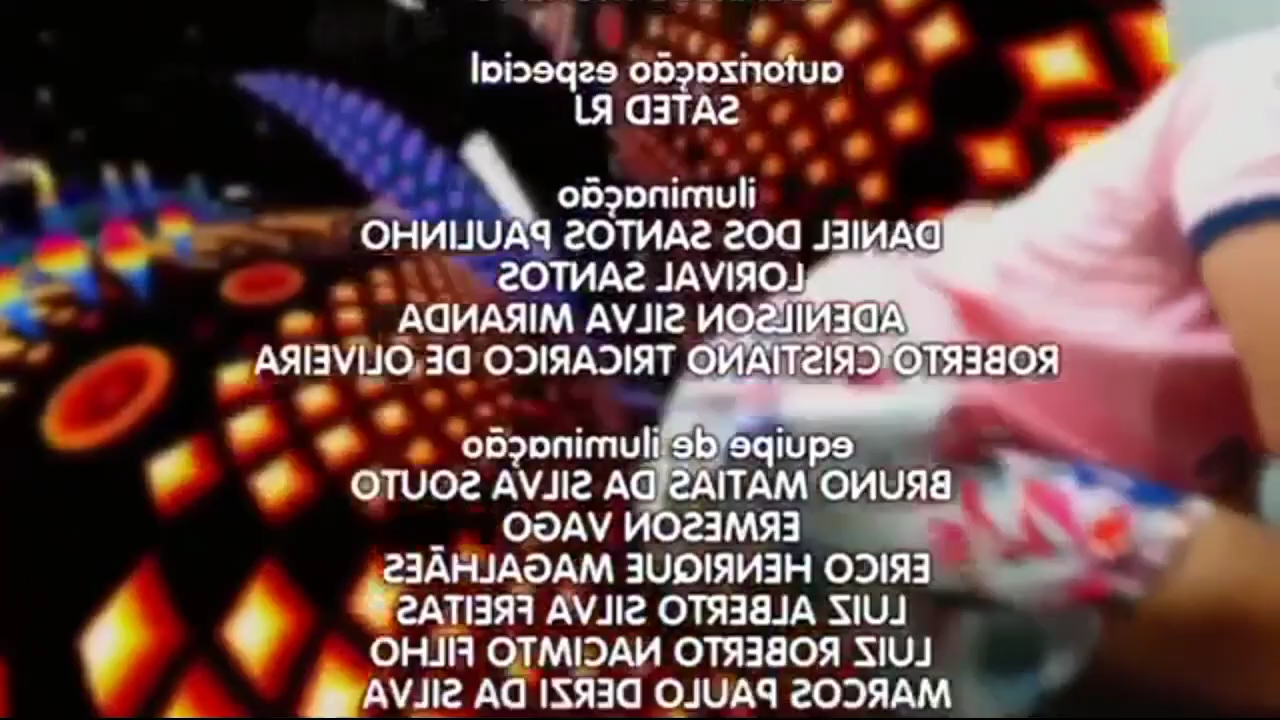 autorização especial
SATED RJ
iluminação
DANIEL DOS SANTOS PAULINHO
LORIVAL SANTOS
ADENILSON SILVA MIRANDA
ROBERTO CRISTIANO TRICARICO DE OLIVEIRA
equipe de iluminação
BRUNO MATIAS DA SILVA SOUTO
ERMESON VAGO
ERICO HENRIQUE MAGALHÃES
LUIZ ALBERTO SILVA FREITAS
LUIZ ROBERTO NACIMTO FILHO
MARCOS PAULO DERZI DA SILVA